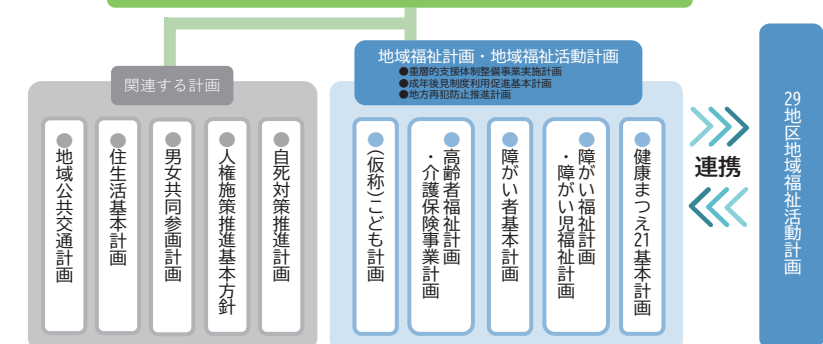 地域福祉計画・地域福祉活動計画
●重層的支援体制整備事業実施計画
●成年後見制度利用促進基本計画
●地方再犯防止推進計画
関連する計画
地域公共交通計画
住生活基本計画
男女共同参画計画
人権施策推進基本方針
自死対策推進計画
(仮称)こども計画
高齢者福祉計画
・介護保険事業計画
障がい者基本計画
障がい福祉計画
・障がい児福祉計画
健康まつえ21基本計画
連携
29地区地域福祉活動計画